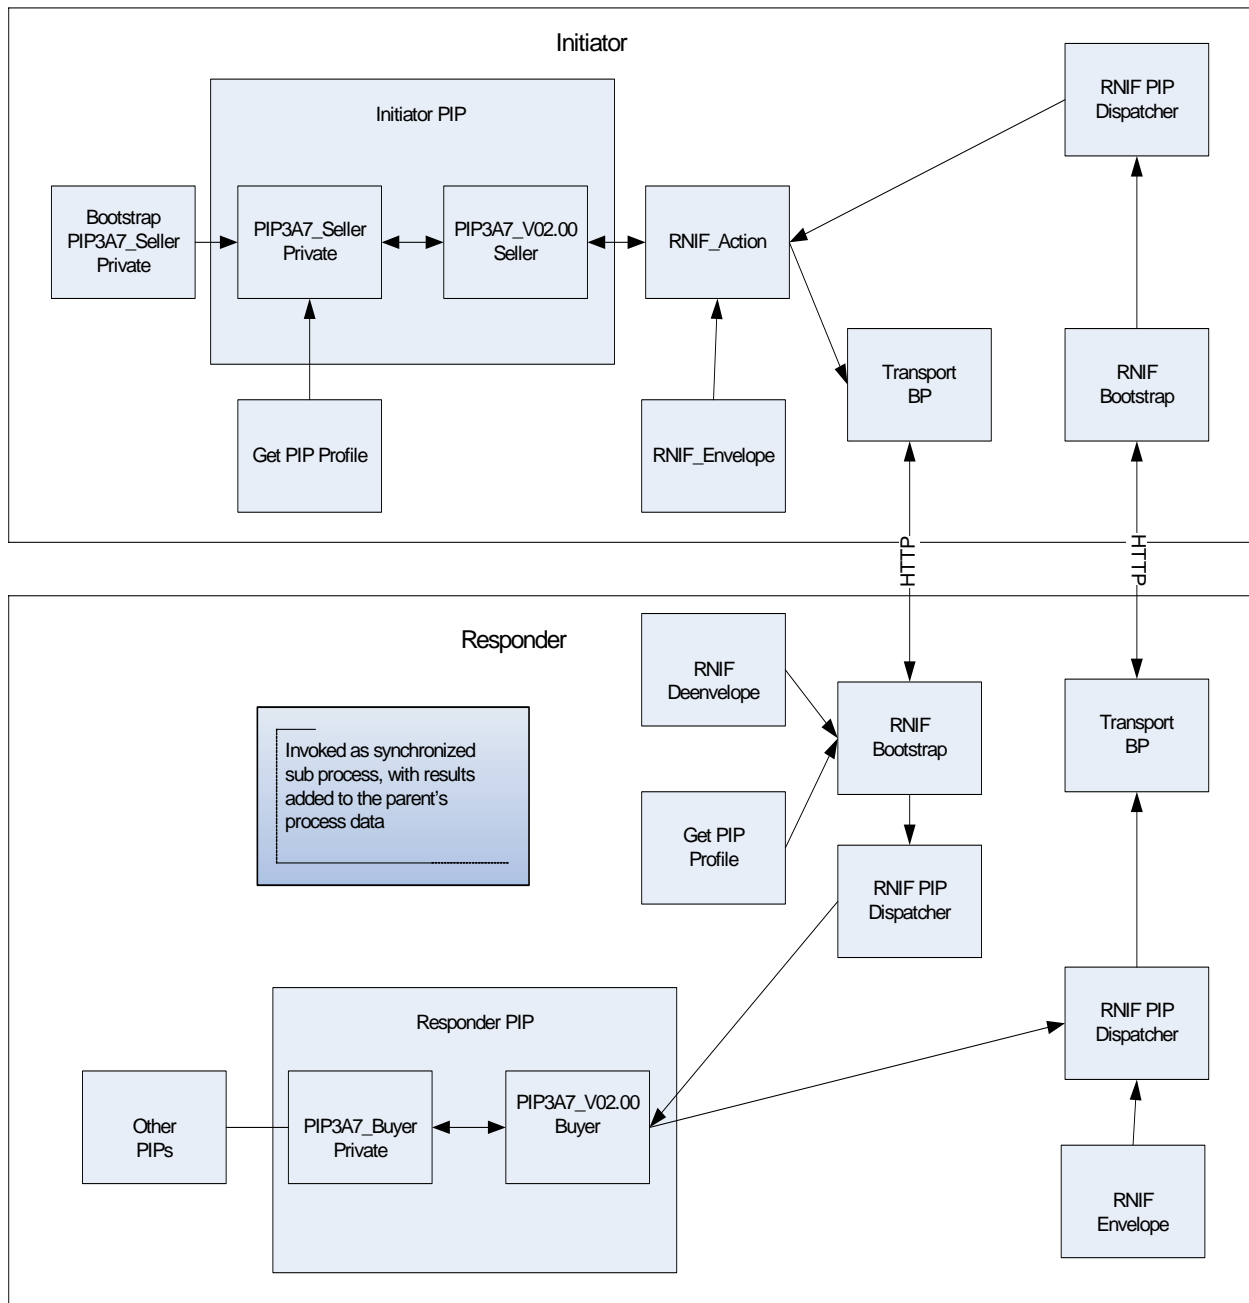 Initiator
RNIF PIP
Dispatcher
Initiator PIP
Bootstrap
PIP3A7_Seller
Private
PIP3A7_Seller
Private
PIP3A7_V02.00
Seller
RNIF_Action
Transport
BP
RNIF
Bootstrap
Get PIP Profile
RNIF_Envelope
HTTP
HTTP
Responder
RNIF
Deenvelope
RNIF
Bootstrap
Transport
BP
Invoked as synchronized
sub process, with results
added to the parent's
process data
Get PIP
Profile
RNIF PIP
Dispatcher
RNIF PIP
Dispatcher
Responder PIP
Other
PIPs
PIP3A7_Buyer
Private
PIP3A7_V02.00
Buyer
RNIF
Envelope